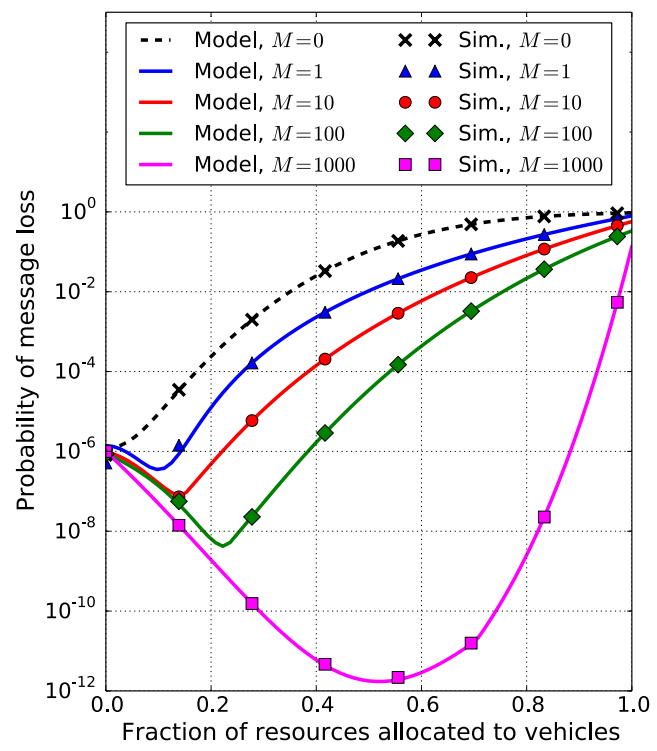 Model, M=0 Sim., M=0
Model, M=1 Sim., M=1
Model, M=10 Sim., M=10
Model, M=100 Sim., M=100
Model, M=1000 Sim., M=1000
Probability of message loss
10^0
10^-2
10^-4
10^-6
10^-8
10^-10
10^-12
0.0 0.2 0.4 0.6 0.8 1.0
Fraction of resources allocated to vehicles